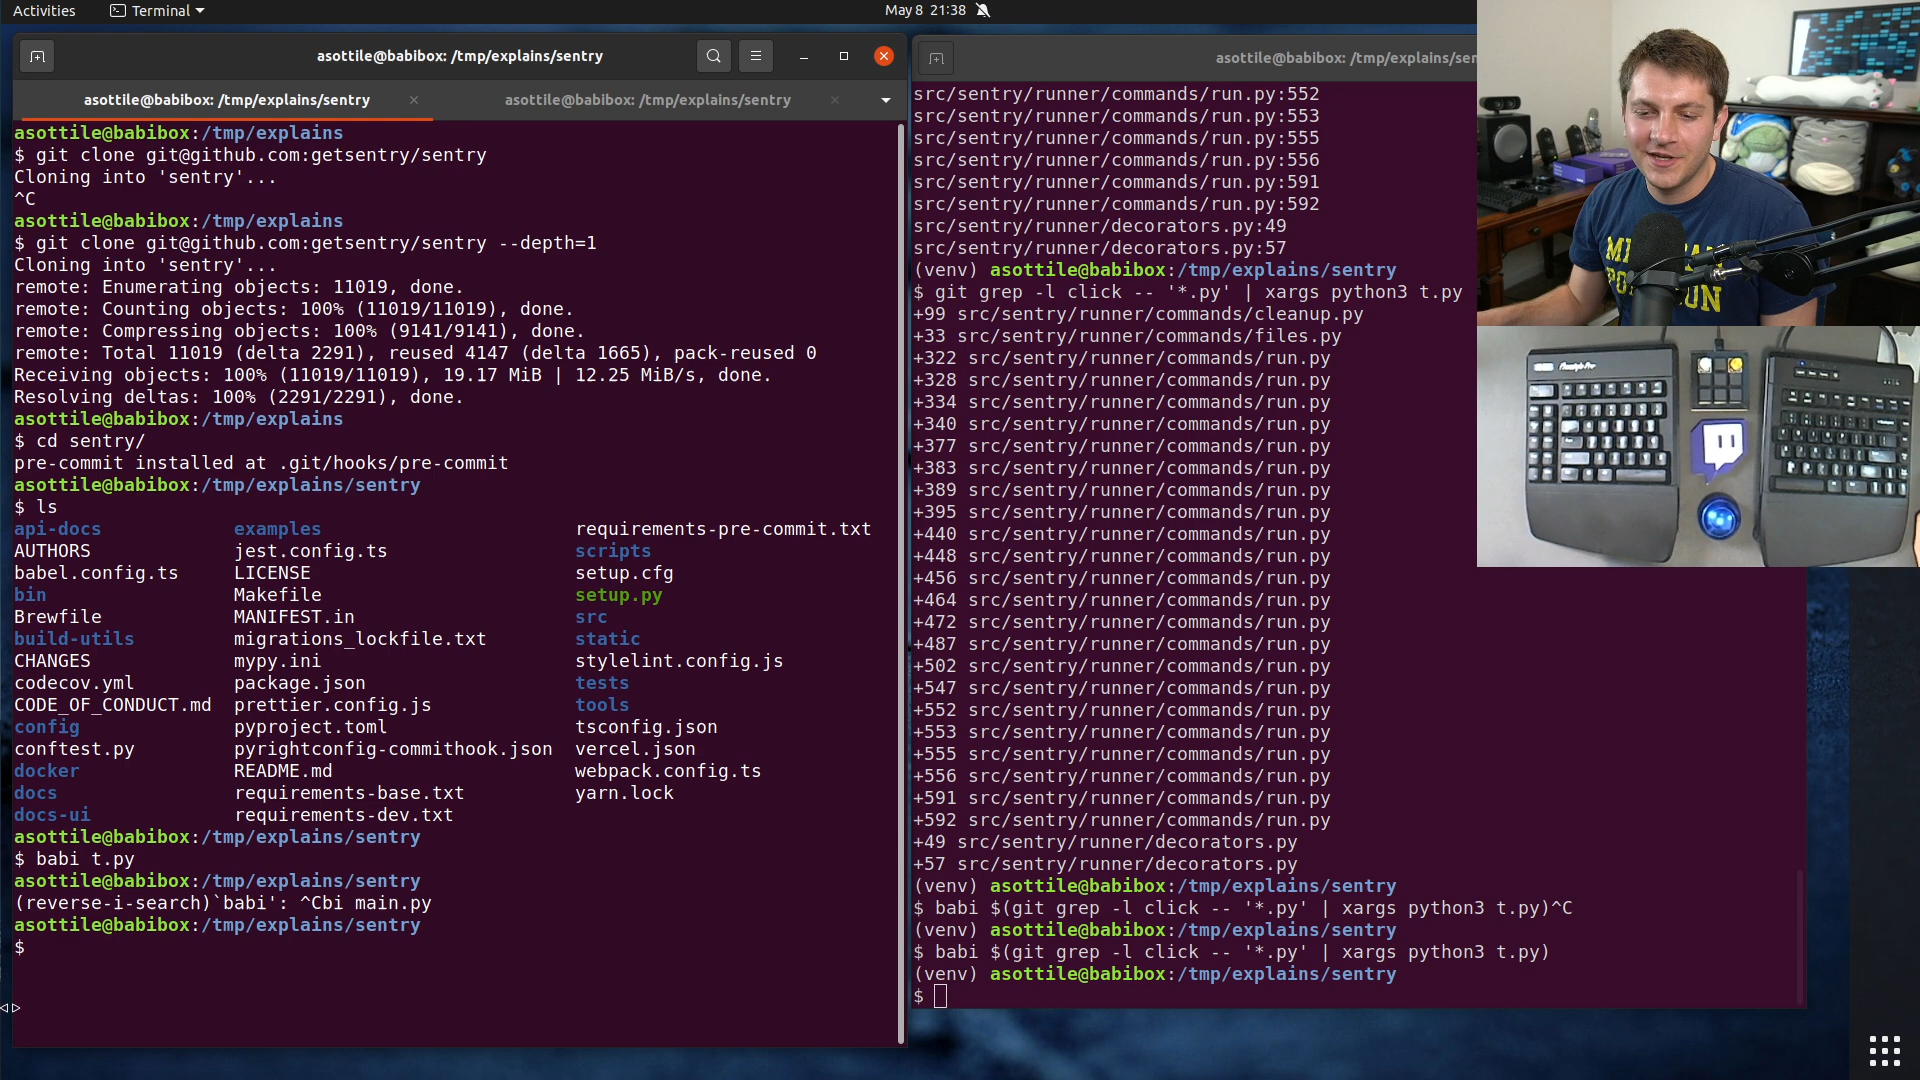 Activities
Terminal
May 8 21:38
asottile@babibox: /tmp/explains/sentry
asottile@babibox: /tmp/explains/sentry
asottile@babibox: /tmp/explains/sentry
asottile@babibox:/tmp/explains
$ git clone git@github.com:getsentry/sentry
Cloning into 'sentry'...
^C
asottile@babibox:/tmp/explains
$ git clone git@github.com:getsentry/sentry --depth=1
Cloning into 'sentry'...
remote: Enumerating objects: 11019, done.
remote: Counting objects: 100% (11019/11019), done.
remote: Compressing objects: 100% (9141/9141), done.
remote: Total 11019 (delta 2291), reused 4147 (delta 1665), pack-reused 0
Receiving objects: 100% (11019/11019), 19.17 MiB | 12.25 MiB/s, done.
Resolving deltas: 100% (2291/2291), done.
asottile@babibox:/tmp/explains
$ cd sentry/
pre-commit installed at .git/hooks/pre-commit
asottile@babibox:/tmp/explains/sentry
$ ls
api-docs examples requirements-pre-commit.txt
AUTHORS jest.config.ts scripts
babel.config.ts LICENSE setup.cfg
bin Makefile setup.py
Brewfile MANIFEST.in src
build-utils migrations_lockfile.txt static
CHANGES mypy.ini stylelint.config.js
codecov.yml package.json tests
CODE_OF_CONDUCT.md prettier.config.js tools
config pyproject.toml tsconfig.json
conftest.py pyrightconfig-commithook.json vercel.json
docker README.md webpack.config.ts
docs requirements-base.txt yarn.lock
docs-ui requirements-dev.txt
asottile@babibox:/tmp/explains/sentry
$ babi t.py
asottile@babibox:/tmp/explains/sentry
(reverse-i-search)`babi': ^Cbi main.py
asottile@babibox:/tmp/explains/sentry
$
asottile@babibox: /tmp/explains/sen
src/sentry/runner/commands/run.py:552
src/sentry/runner/commands/run.py:553
src/sentry/runner/commands/run.py:555
src/sentry/runner/commands/run.py:556
src/sentry/runner/commands/run.py:591
src/sentry/runner/commands/run.py:592
src/sentry/runner/decorators.py:49
src/sentry/runner/decorators.py:57
(venv) asottile@babibox:/tmp/explains/sentry
$ git grep -l click -- '*.py' | xargs python3 t.py
+99 src/sentry/runner/commands/cleanup.py
+33 src/sentry/runner/commands/files.py
+322 src/sentry/runner/commands/run.py
+328 src/sentry/runner/commands/run.py
+334 src/sentry/runner/commands/run.py
+340 src/sentry/runner/commands/run.py
+377 src/sentry/runner/commands/run.py
+383 src/sentry/runner/commands/run.py
+389 src/sentry/runner/commands/run.py
+395 src/sentry/runner/commands/run.py
+440 src/sentry/runner/commands/run.py
+448 src/sentry/runner/commands/run.py
+456 src/sentry/runner/commands/run.py
+464 src/sentry/runner/commands/run.py
+472 src/sentry/runner/commands/run.py
+487 src/sentry/runner/commands/run.py
+502 src/sentry/runner/commands/run.py
+547 src/sentry/runner/commands/run.py
+552 src/sentry/runner/commands/run.py
+553 src/sentry/runner/commands/run.py
+555 src/sentry/runner/commands/run.py
+556 src/sentry/runner/commands/run.py
+591 src/sentry/runner/commands/run.py
+592 src/sentry/runner/commands/run.py
+49 src/sentry/runner/decorators.py
+57 src/sentry/runner/decorators.py
(venv) asottile@babibox:/tmp/explains/sentry
$ babi $(git grep -l click -- '*.py' | xargs python3 t.py)^C
(venv) asottile@babibox:/tmp/explains/sentry
$ babi $(git grep -l click -- '*.py' | xargs python3 t.py)
(venv) asottile@babibox:/tmp/explains/sentry
$